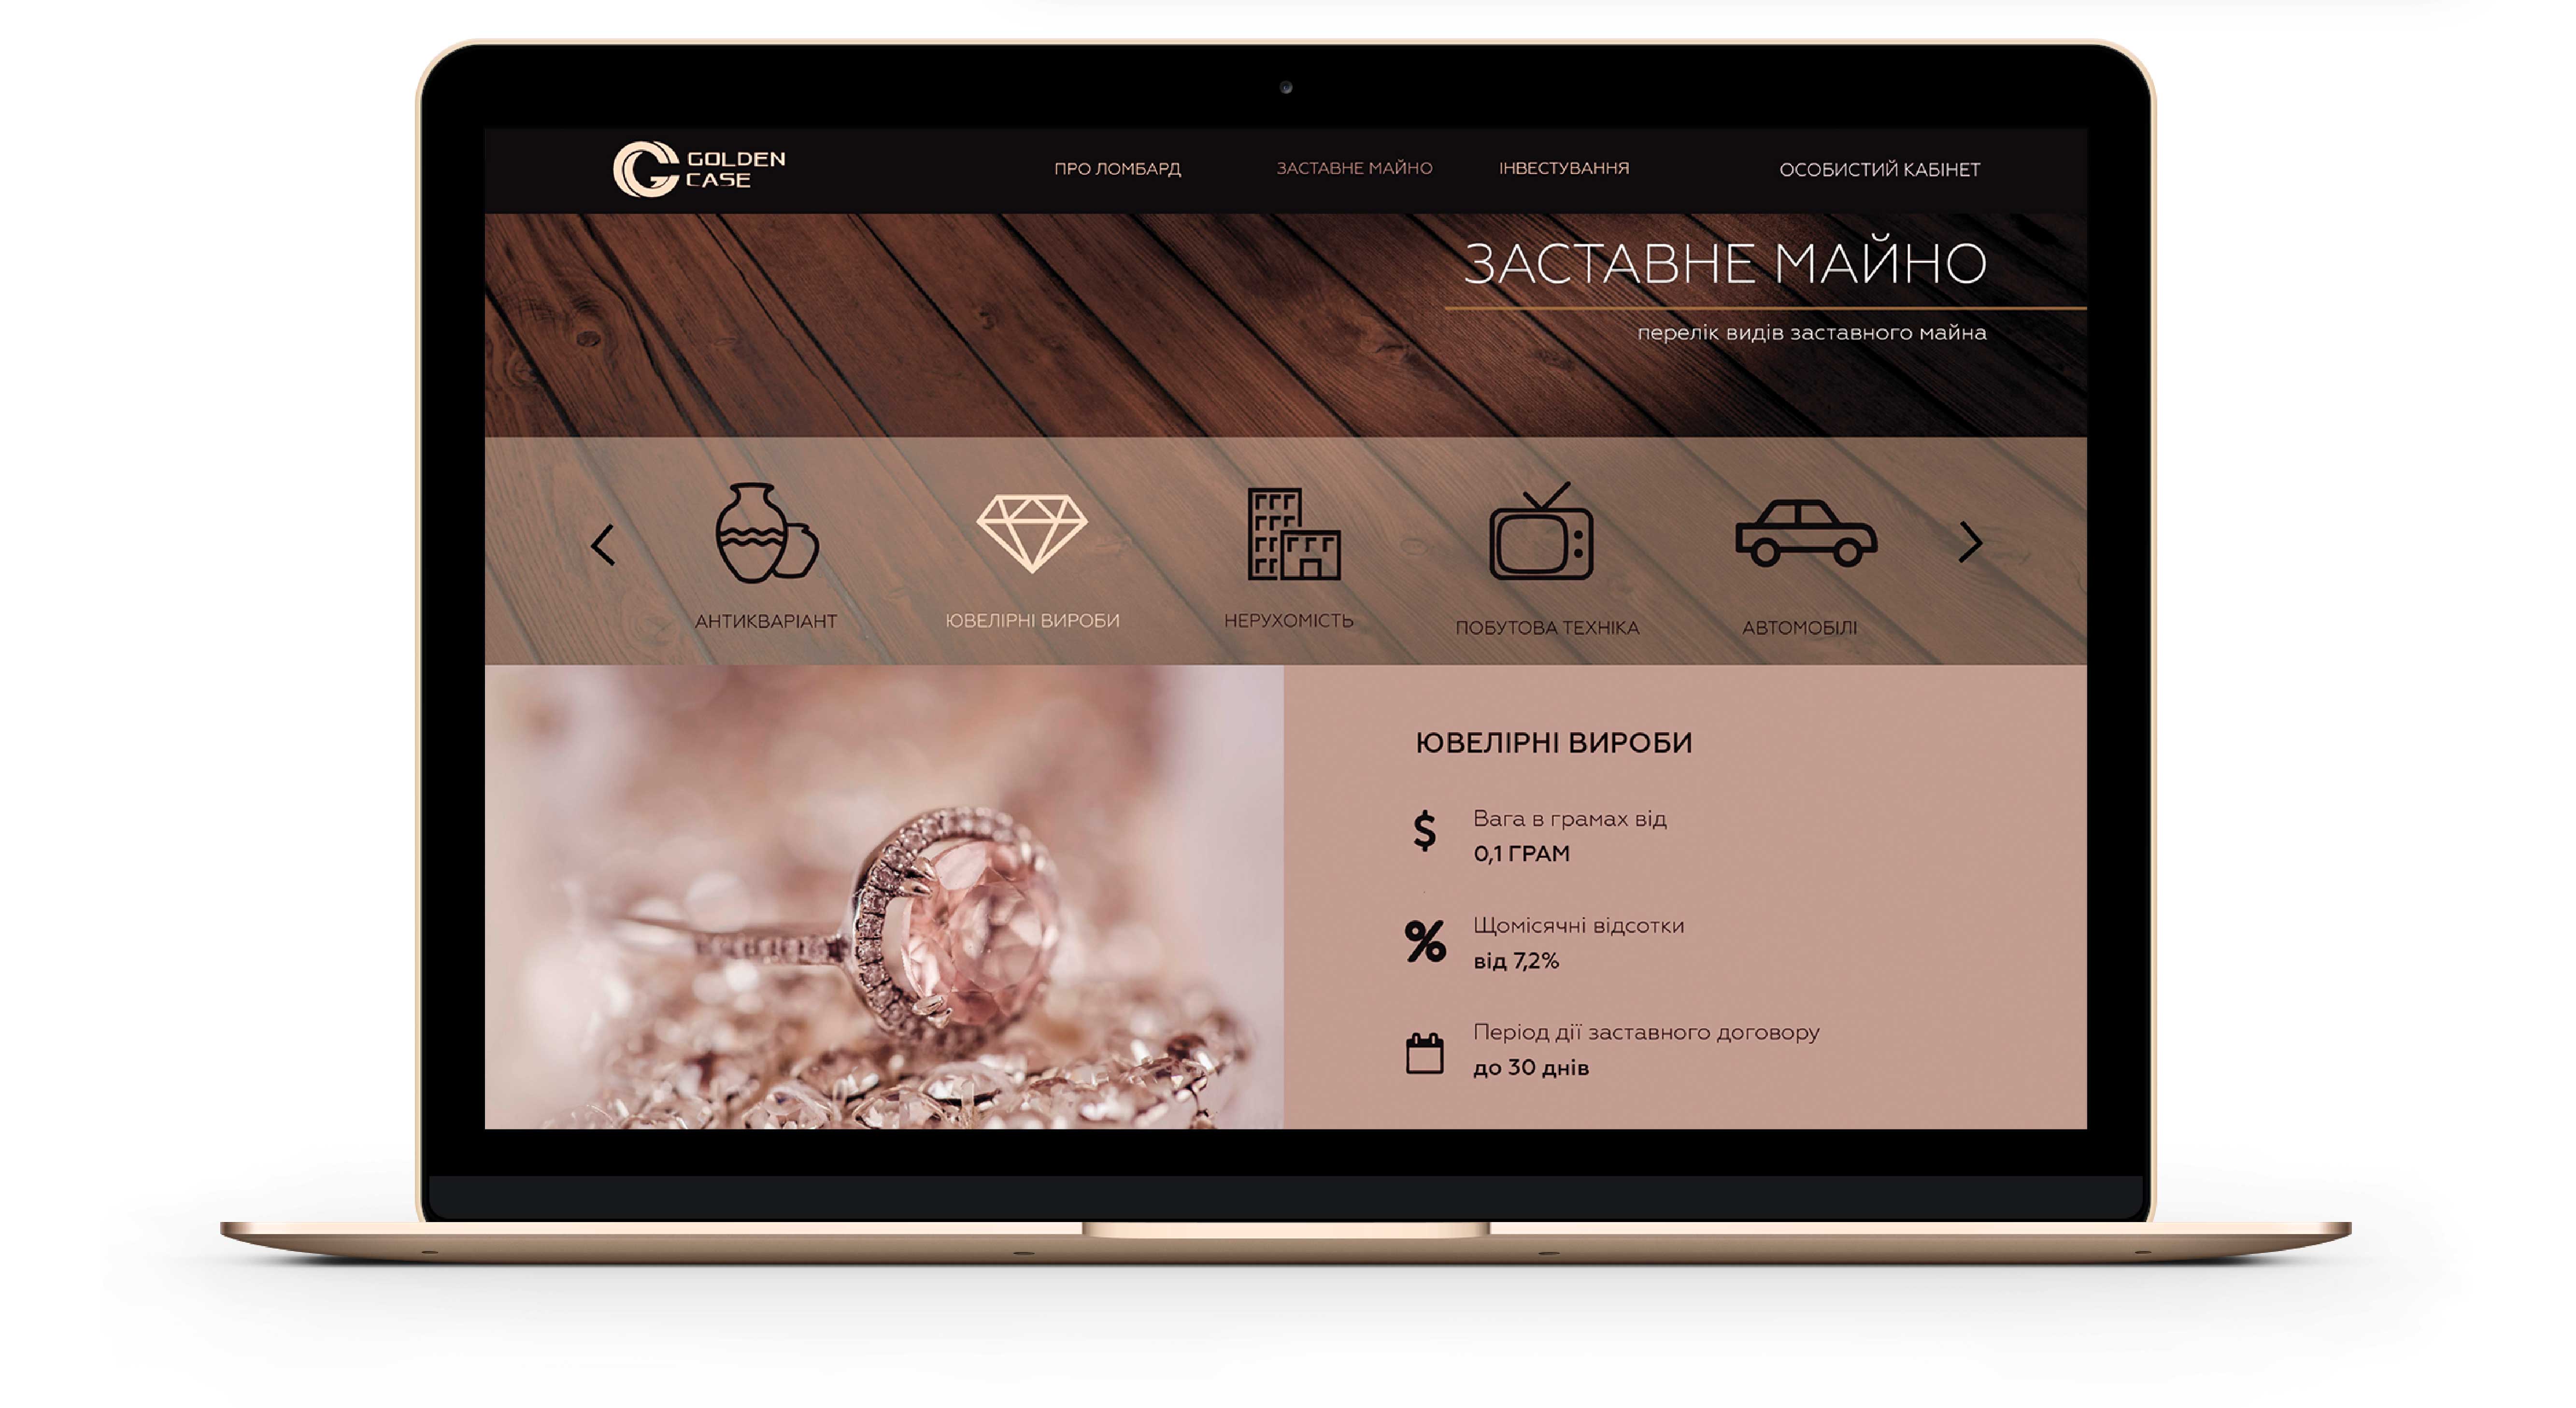 GOLDEN
CASE
ПРО ЛОМБАРД
ЗАСТАВНЕ МАЙНО
ІНВЕСТУВАННЯ
ОСОБИСТИЙ КАБІНЕТ
ЗАСТАВНЕ МАЙНО
перелік видів заставного майна
АНТИКВАРІАНТ
ЮВЕЛІРНІ ВИРОБИ
НЕРУХОМІСТЬ
ПОБУТОВА ТЕХНІКА
АВТОМОБІЛІ
ЮВЕЛІРНІ ВИРОБИ
$ Вага в грамах від
0,1 ГРАМ
% Щомісячні відсотки
від 7,2%
Період дії заставного договору
до 30 днів